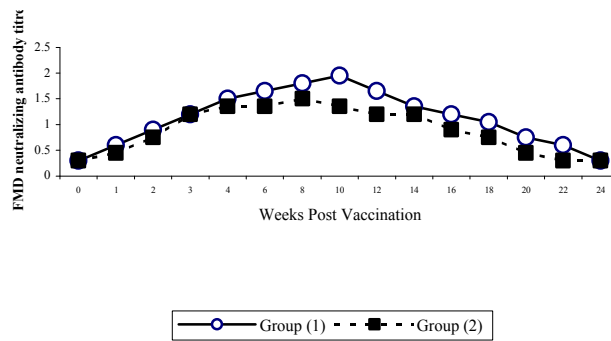 FMD neutralizing antibody titre
2.5
2
1.5
1
0.5
0
0 1 2 3 4 6 8 10 12 14 16 18 20 22 24
Weeks Post Vaccination
Group (1) Group (2)